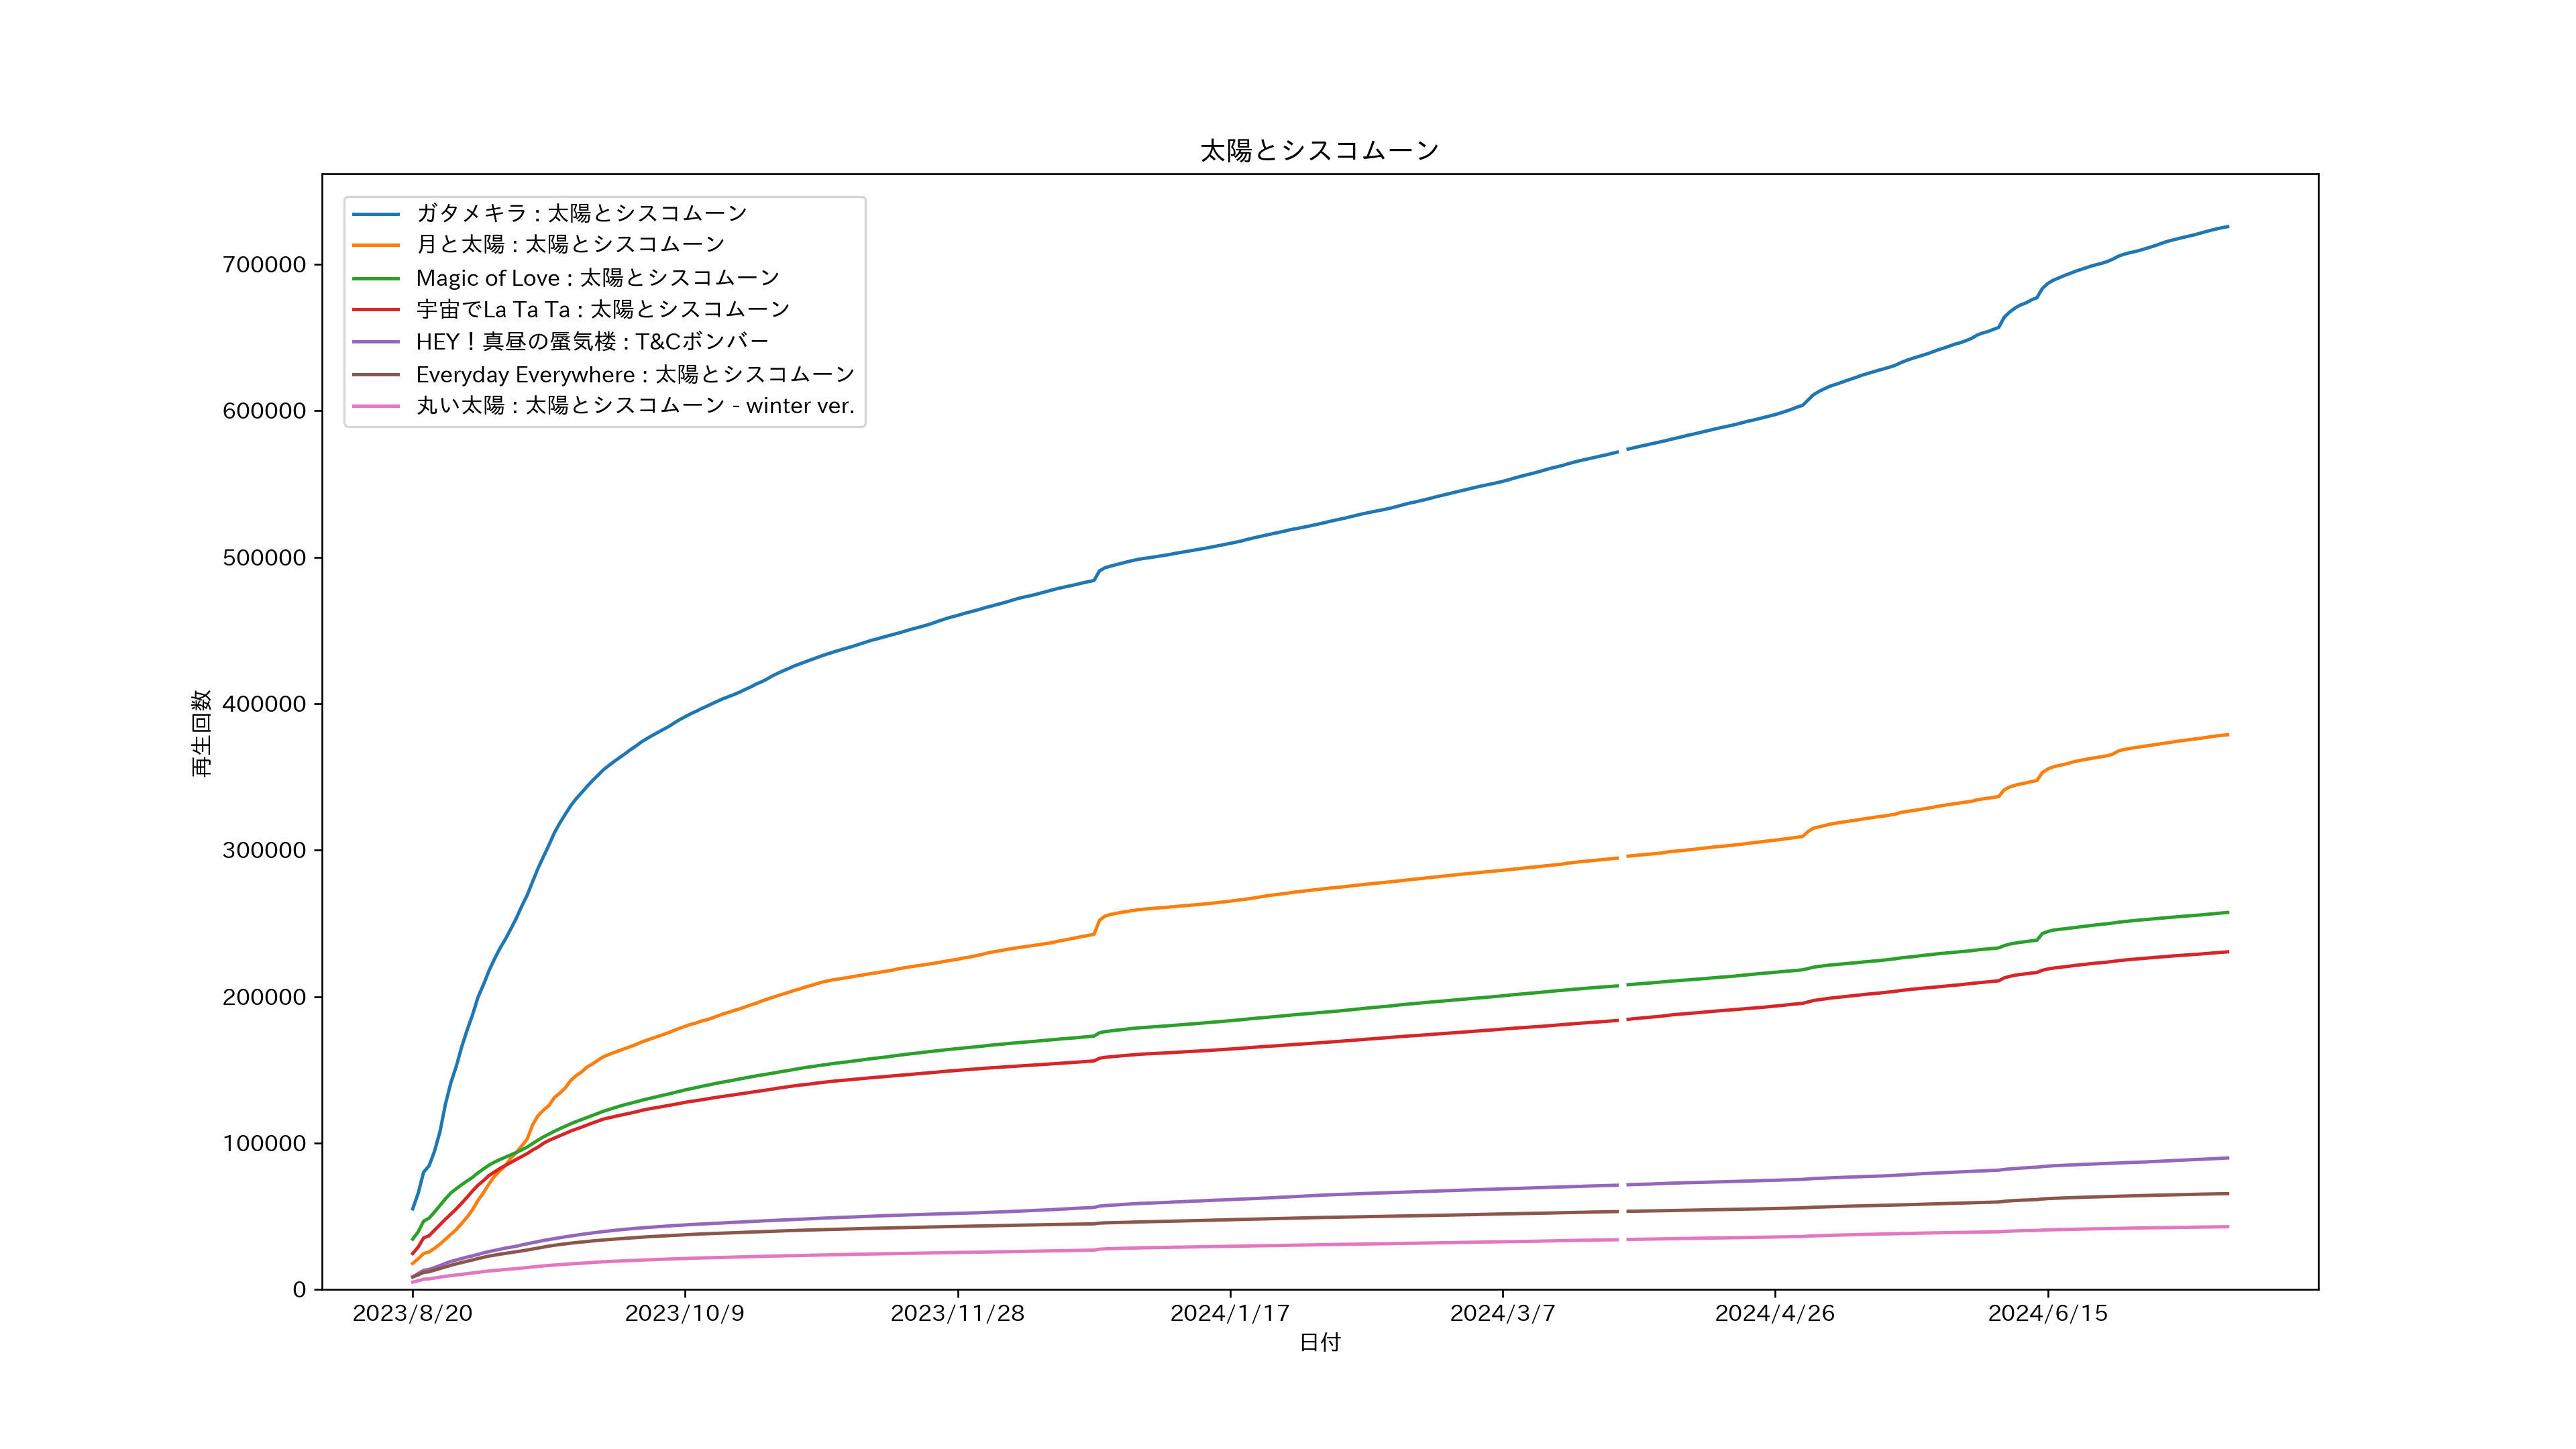 太陽とシスコムーン
ガタメキラ : 太陽とシスコムーン
月と太陽 : 太陽とシスコムーン
Magic of Love : 太陽とシスコムーン
宇宙でLa Ta Ta : 太陽とシスコムーン
HEY！真昼の蜃気楼 : T&Cボンバー
Everyday Everywhere : 太陽とシスコムーン
丸い太陽 : 太陽とシスコムーン - winter ver.
再生回数
700000
600000
500000
400000
300000
200000
100000
0
2023/8/20
2023/10/9
2023/11/28
2024/1/17
2024/3/7
2024/4/26
2024/6/15
日付